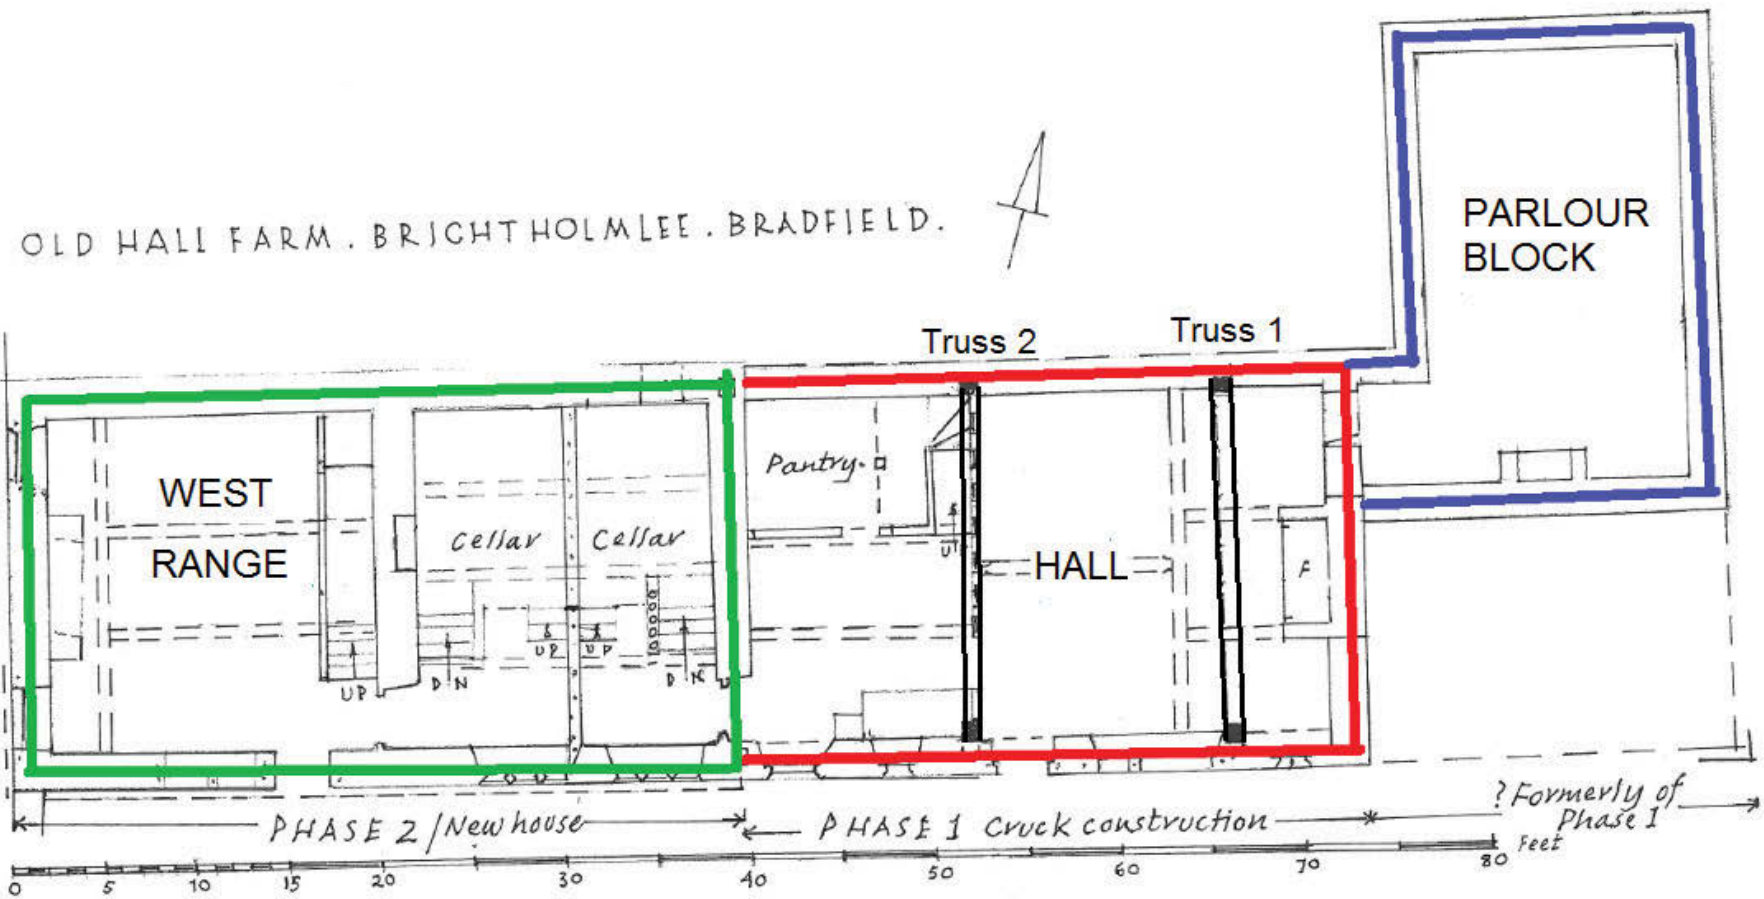 OLD HALL FARM. BRIGHTHOLMLEE. BRADFIELD.
PARLOUR
BLOCK
Truss 2
Truss 1
WEST
RANGE
Pantry.
Cellar
Cellar
HALL
F
UP
UP
UP
UP
DN
DN
PHASE 2/New house
PHASE 1 Cruck construction
? Formerly of
Phase 1
Feet
0 5 10 15 20 30 40 50 60 70 80